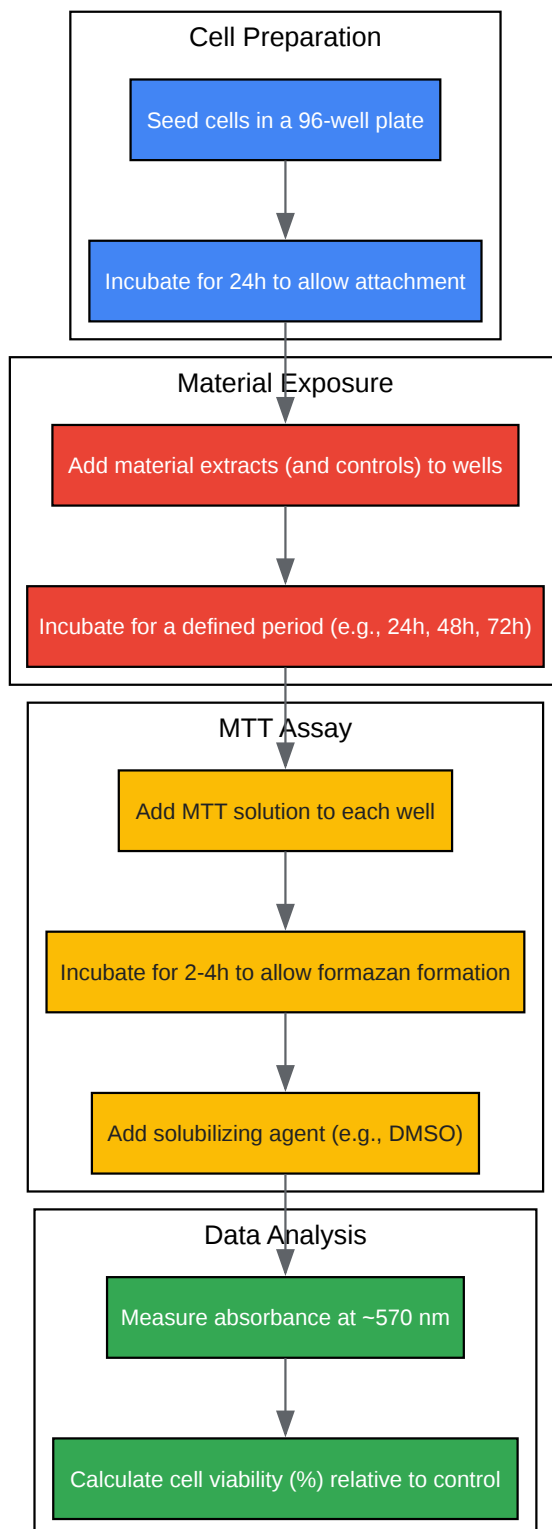 Cell Preparation
Seed cells in a 96-well plate
Incubate for 24h to allow attachment
Material Exposure
Add material extracts (and controls) to wells
Incubate for a defined period (e.g., 24h, 48h, 72h)
MTT Assay
Add MTT solution to each well
Incubate for 2-4h to allow formazan formation
Add solubilizing agent (e.g., DMSO)
Data Analysis
Measure absorbance at ~570 nm
Calculate cell viability (%) relative to control